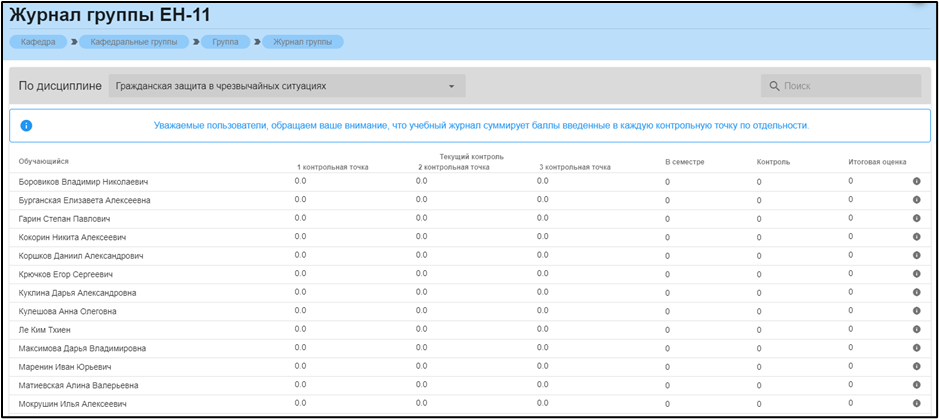 Журнал группы ЕН-11
Кафедра Кафедральные группы Группа Журнал группы
По дисциплине Гражданская защита в чрезвычайных ситуациях Поиск
Уважаемые пользователи, обращаем ваше внимание, что учебный журнал суммирует баллы введенные в каждую контрольную точку по отдельности.
Текущий контроль
Обучающийся 1 контрольная точка 2 контрольная точка 3 контрольная точка В семестре Контроль Итоговая оценка
Боровиков Владимир Николаевич 0.0 0.0 0.0 0 0 0
Бурганская Елизавета Алексеевна 0.0 0.0 0.0 0 0 0
Гарин Степан Павлович 0.0 0.0 0.0 0 0 0
Кокорин Никита Алексеевич 0.0 0.0 0.0 0 0 0
Коршков Даниил Александрович 0.0 0.0 0.0 0 0 0
Крючков Егор Сергеевич 0.0 0.0 0.0 0 0 0
Куклина Дарья Александровна 0.0 0.0 0.0 0 0 0
Кулешова Анна Олеговна 0.0 0.0 0.0 0 0 0
Ле Ким Тхиен 0.0 0.0 0.0 0 0 0
Максимова Дарья Владимировна 0.0 0.0 0.0 0 0 0
Маренин Иван Юрьевич 0.0 0.0 0.0 0 0 0
Матиевская Алина Валерьевна 0.0 0.0 0.0 0 0 0
Мокрушин Илья Алексеевич 0.0 0.0 0.0 0 0 0